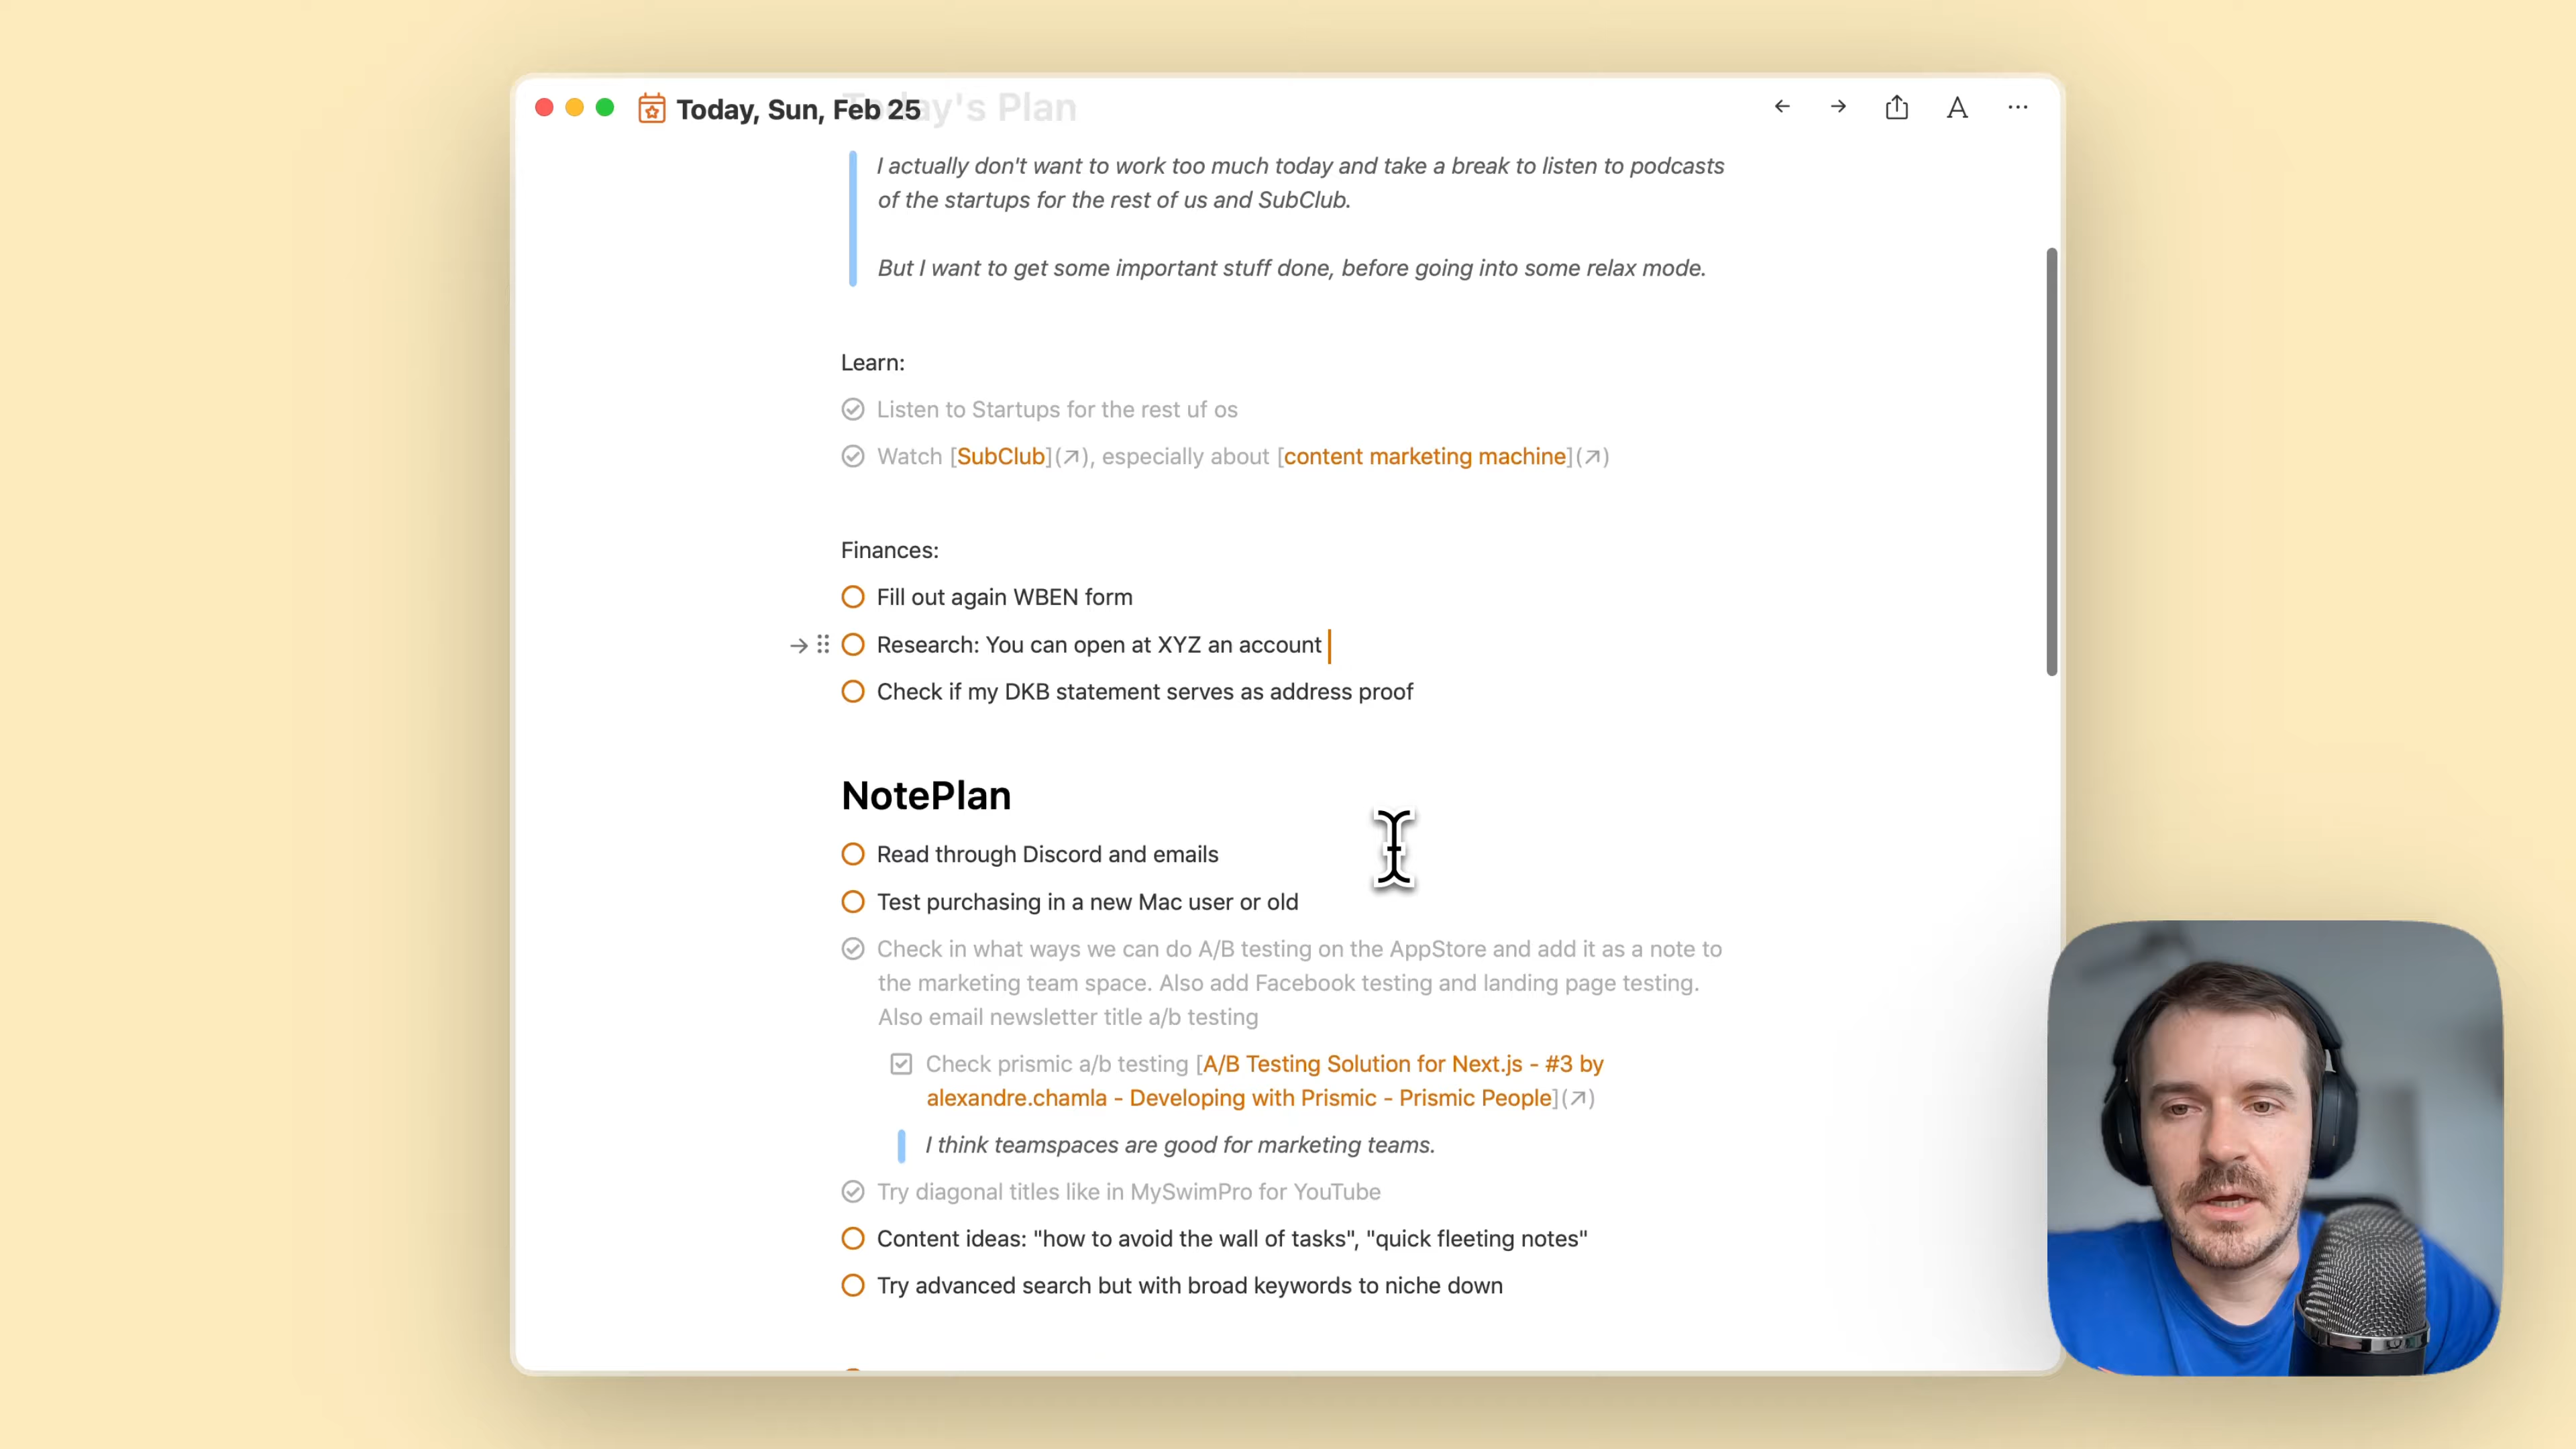 Today, Sun, Feb 25
Today's Plan
I actually don't want to work too much today and take a break to listen to podcasts
of the startups for the rest of us and SubClub.
But I want to get some important stuff done, before going into some relax mode.
Learn:
Listen to Startups for the rest uf os
Watch [SubClub](↗), especially about [content marketing machine](↗)
Finances:
Fill out again WBEN form
Research: You can open at XYZ an account
Check if my DKB statement serves as address proof
NotePlan
Read through Discord and emails
Test purchasing in a new Mac user or old
Check in what ways we can do A/B testing on the AppStore and add it as a note to
the marketing team space. Also add Facebook testing and landing page testing.
Also email newsletter title a/b testing
Check prismic a/b testing [A/B Testing Solution for Next.js - #3 by
alexandre.chamla - Developing with Prismic - Prismic People](↗)
I think teamspaces are good for marketing teams.
Try diagonal titles like in MySwimPro for YouTube
Content ideas: "how to avoid the wall of tasks", "quick fleeting notes"
Try advanced search but with broad keywords to niche down